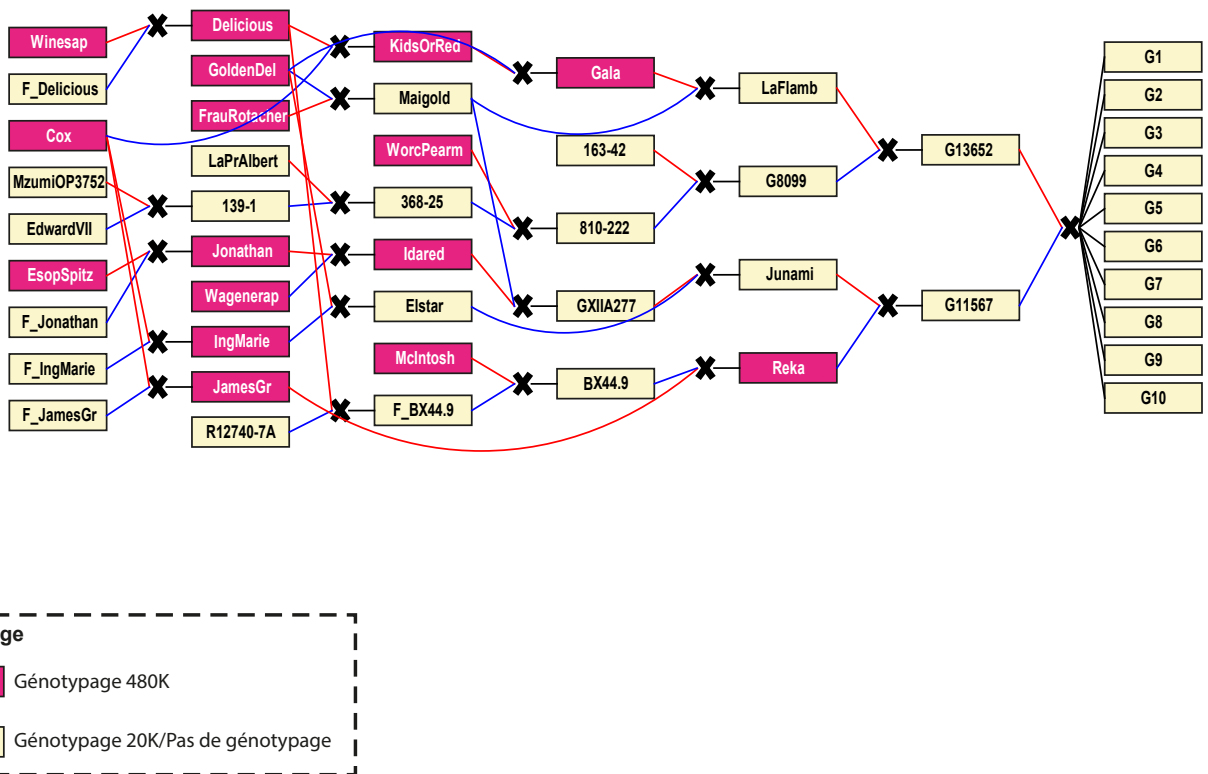 Winesap
F_Delicious
Cox
MzumiOP3752
EdwardVII
EsopSpitz
F_Jonathan
F_IngMarie
F_JamesGr
Delicious
GoldenDel
FrauRotacher
LaPrAlbert
139-1
Jonathan
Wagenerap
IngMarie
JamesGr
R12740-7A
KidsOrRed
Maigold
WorcPearm
368-25
Idared
Elstar
McIntosh
F_BX44.9
Gala
163-42
810-222
GXIIA277
BX44.9
LaFlamb
G8099
Junami
Reka
G13652
G11567
G1
G2
G3
G4
G5
G6
G7
G8
G9
G10
ge
Génotypage 480K
Génotypage 20K/Pas de génotypage